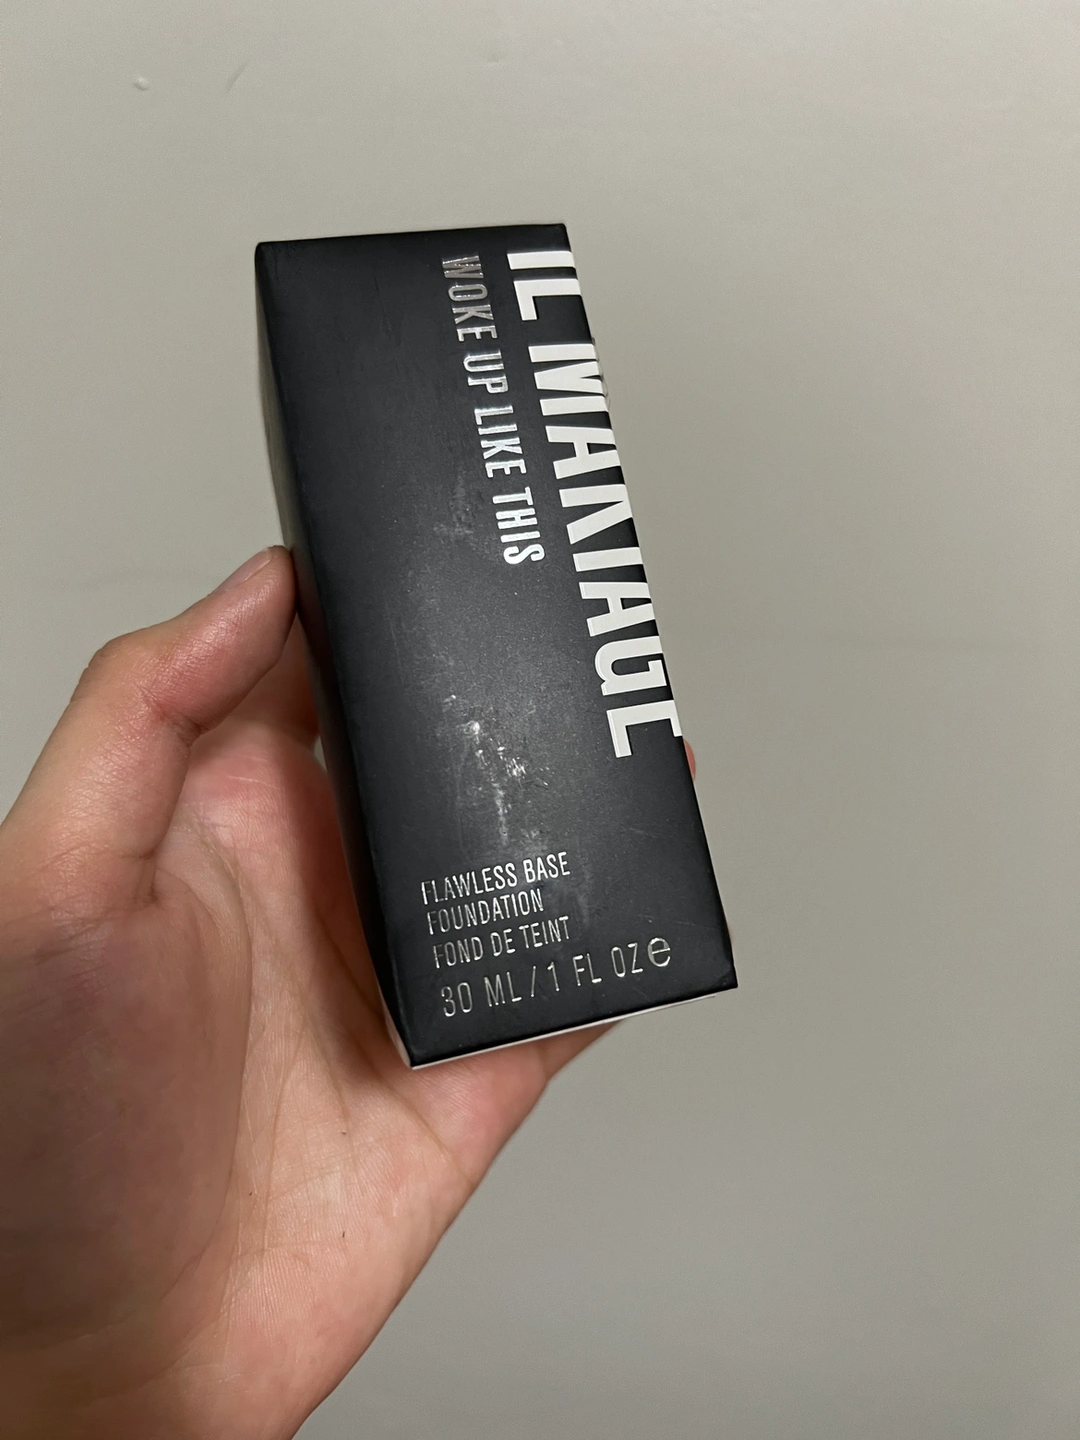 IL MAKIAGE
WOKE UP LIKE THIS
FLAWLESS BASE
FOUNDATION
FOND DE TEINT
30 ML / 1 FL OZ e